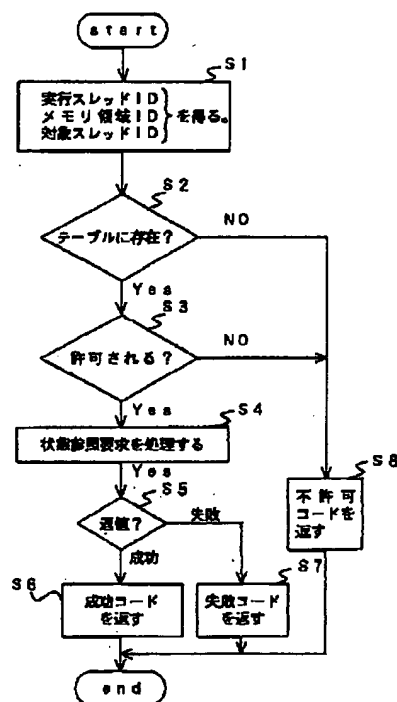 start
S1
実行スレッドID
メモリ領域ID
対象スレッドID
を得る。
S2
テーブルに存在?
NO
Yes
S3
許可される?
NO
Yes
S4
状態参照要求を処理する
Yes
S5
返値?
失敗
成功
S6
成功コード
を返す
S7
失敗コード
を返す
S8
不許可
コードを
返す
end